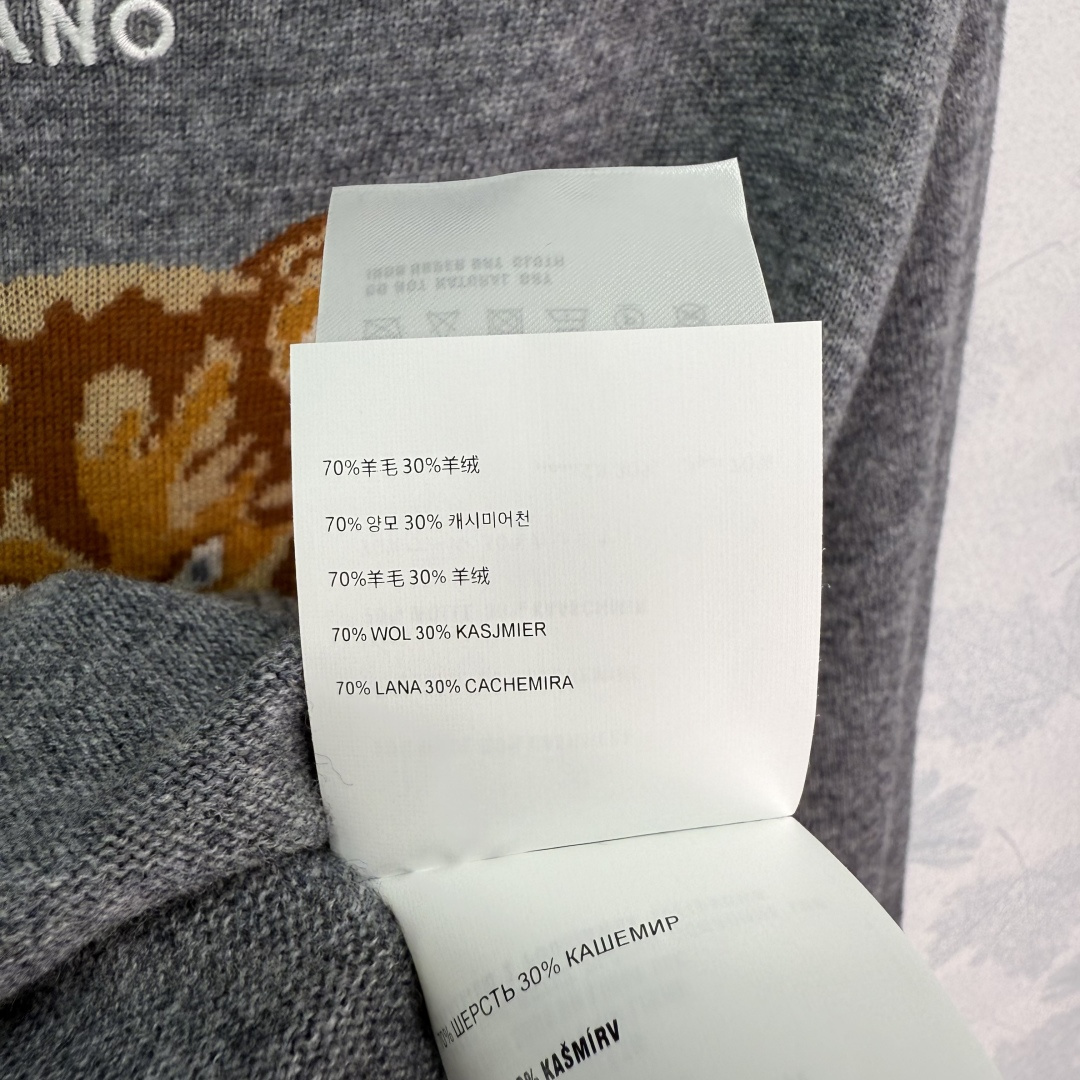 ANO
70%羊毛 30%羊绒
70% 양모 30% 캐시미어천
70%羊毛 30% 羊绒
70% WOL 30% KASJMIER
70% LANA 30% CACHEMIRA
70% ШЕРСТЬ 30% КАШЕМИР
% KAŠMÍRV